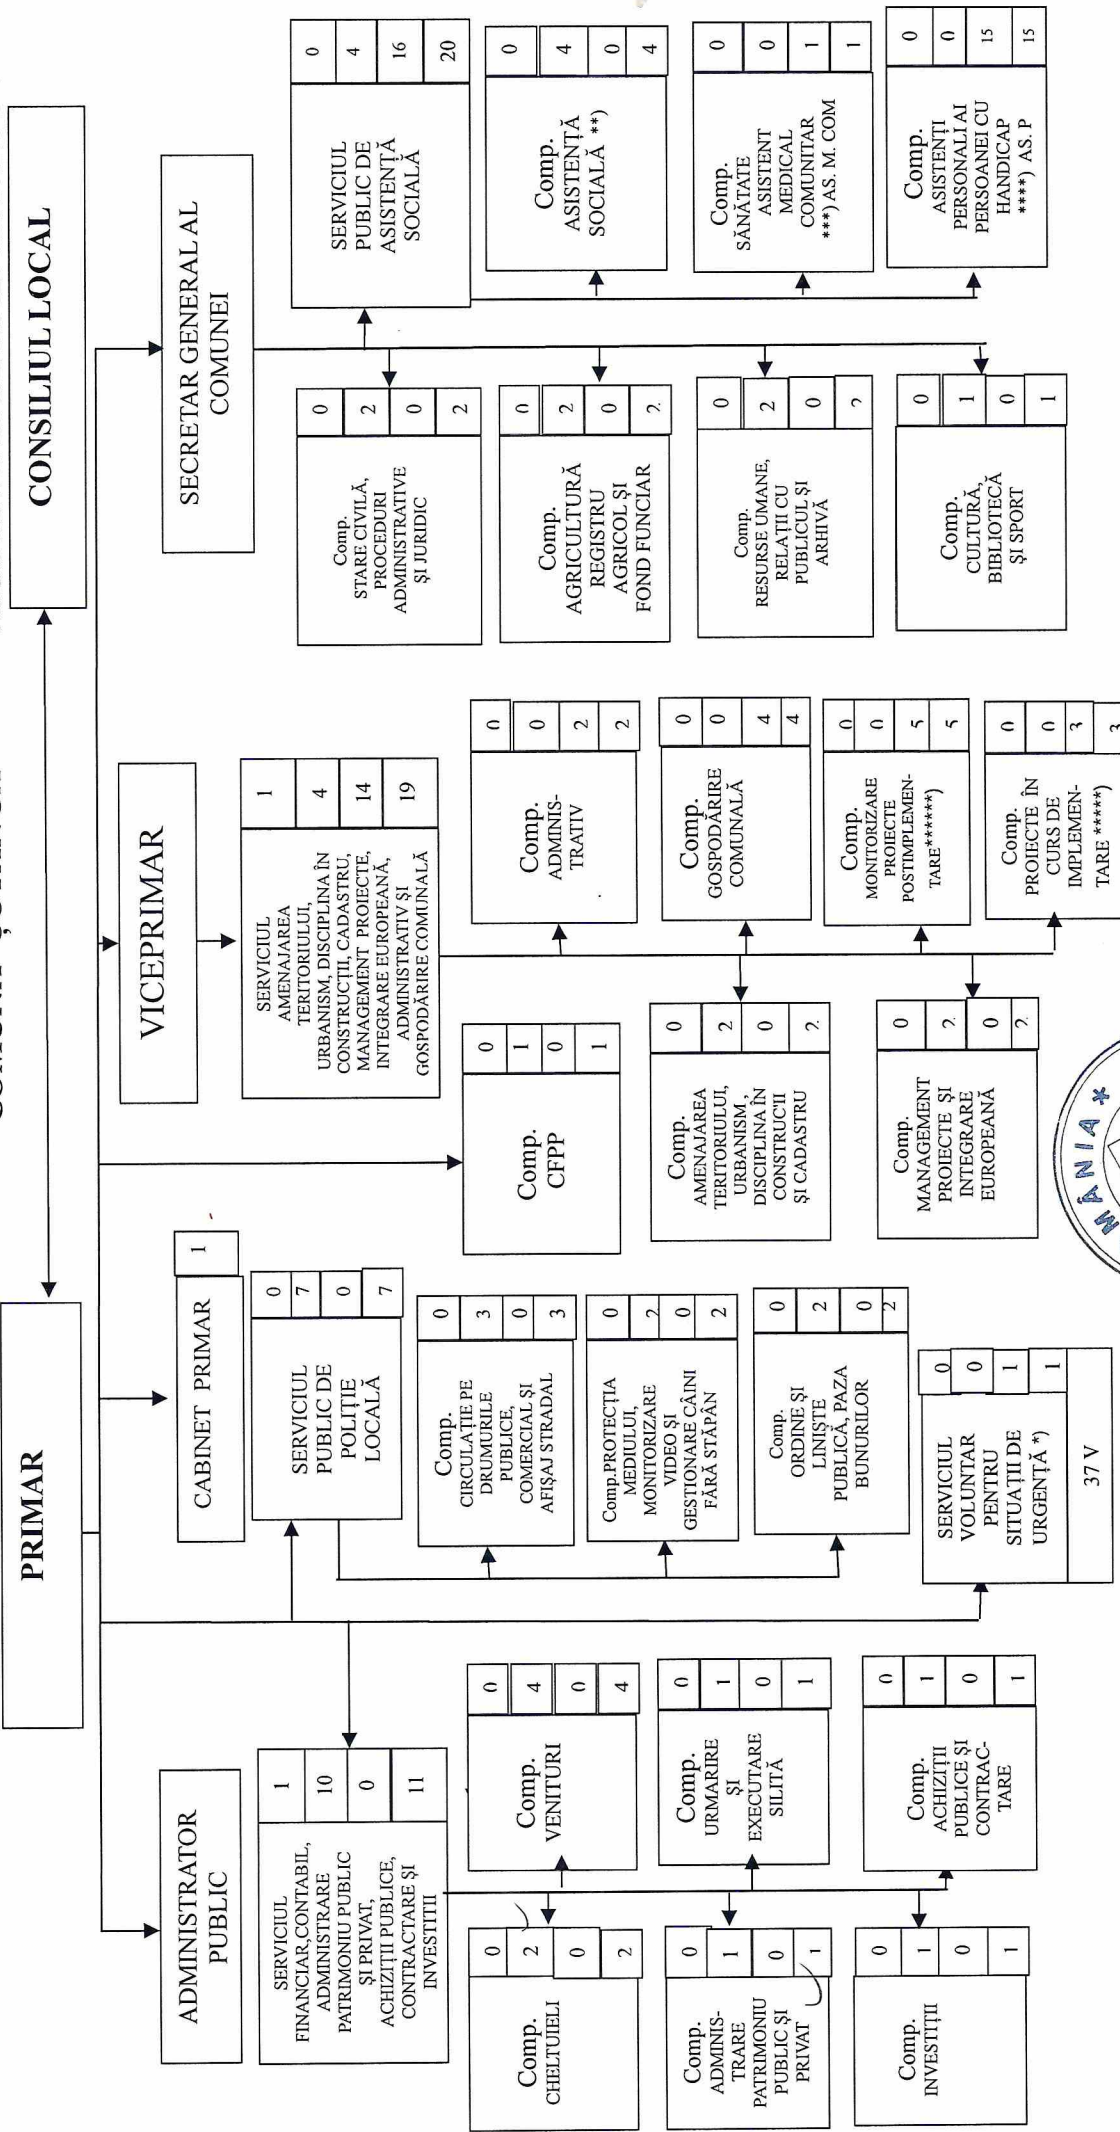 PRIMAR
CONSILIUL LOCAL
ADMINISTRATOR
PUBLIC
CABINET PRIMAR
1
VICEPRIMAR
SECRETAR GENERAL AL
COMUNEI
SERVICIUL
FINANCIAR,CONTABIL,
ADMINISTRARE
PATRIMONIU PUBLIC
ȘI PRIVAT,
ACHIZIȚII PUBLICE,
CONTRACTARE ȘI
INVESTITII
1
10
0
11
Comp.
CHELTUIELI
0
2
0
2
Comp.
VENITURI
0
4
0
4
Comp.
ADMINIS-
TRARE
PATRIMONIU
PUBLIC ȘI
PRIVAT
0
1
0
1
Comp.
URMARIRE
ȘI
EXECUTARE
SILITĂ
0
1
0
1
Comp.
INVESTIȚII
0
1
0
1
Comp.
ACHIZIȚII
PUBLICE ȘI
CONTRAC-
TARE
0
1
0
1
SERVICIUL
PUBLIC DE
POLIȚIE
LOCALĂ
0
7
0
7
Comp.
CIRCULAȚIE PE
DRUMURILE
PUBLICE,
COMERCIAL ȘI
AFIȘAJ STRADAL
0
3
0
3
Comp.PROTECȚIA
MEDIULUI,
MONITORIZARE
VIDEO ȘI
GESTIONARE CÂINI
FĂRĂ STĂPÂN
0
2
0
2
Comp.
ORDINE ȘI
LINIȘTE
PUBLICĂ, PAZA
BUNURILOR
0
2
0
2
SERVICIUL
VOLUNTAR
PENTRU
SITUAȚII DE
URGENȚĂ *)
0
0
1
1
37 V
Comp.
CFPP
0
1
0
1
SERVICIUL
AMENAJAREA
TERITORIULUI,
URBANISM, DISCIPLINA ÎN
CONSTRUCȚII, CADASTRU,
MANAGEMENT PROIECTE,
INTEGRARE EUROPEANĂ,
ADMINISTRATIV ȘI
GOSPODĂRIRE COMUNALĂ
1
4
14
19
Comp.
AMENAJAREA
TERITORIULUI,
URBANISM ,
DISCIPLINA ÎN
CONSTRUCTII
ȘI CADASTRU
0
2
0
2
Comp.
ADMINIS-
TRATIV
0
0
2
2
Comp.
GOSPODĂRIRE
COMUNALĂ
0
0
4
4
Comp.
MANAGEMENT
PROIECTE ȘI
INTEGRARE
EUROPEANĂ
0
2
0
2
Comp.
MONITORIZARE
PROIECTE
POSTIMPLEMEN-
TARE******)
0
0
5
5
Comp.
PROIECTE ÎN
CURS DE
IMPLEMEN-
TARE *****)
0
0
3
3
Comp.
STARE CIVILĂ,
PROCEDURI
ADMINISTRATIVE
ȘI JURIDIC
0
2
0
2
SERVICIUL
PUBLIC DE
ASISTENȚĂ
SOCIALĂ
0
4
16
20
Comp.
AGRICULTURĂ
REGISTRU
AGRICOL ȘI
FOND FUNCIAR
0
2
0
2
Comp.
ASISTENȚĂ
SOCIALĂ **)
0
4
0
4
Comp.
RESURSE UMANE,
RELAȚII CU
PUBLICUL ȘI
ARHIVĂ
0
2
0
2
Comp.
SĂNĂTATE
ASISTENT
MEDICAL
COMUNITAR
***) AS. M. COM
0
0
1
1
Comp.
CULTURĂ,
BIBLIOTECĂ
ȘI SPORT
0
1
0
1
Comp.
ASISTENȚI
PERSONALI AI
PERSOANEI CU
HANDICAP
****) AS. P
0
0
15
15
MÂNIA *